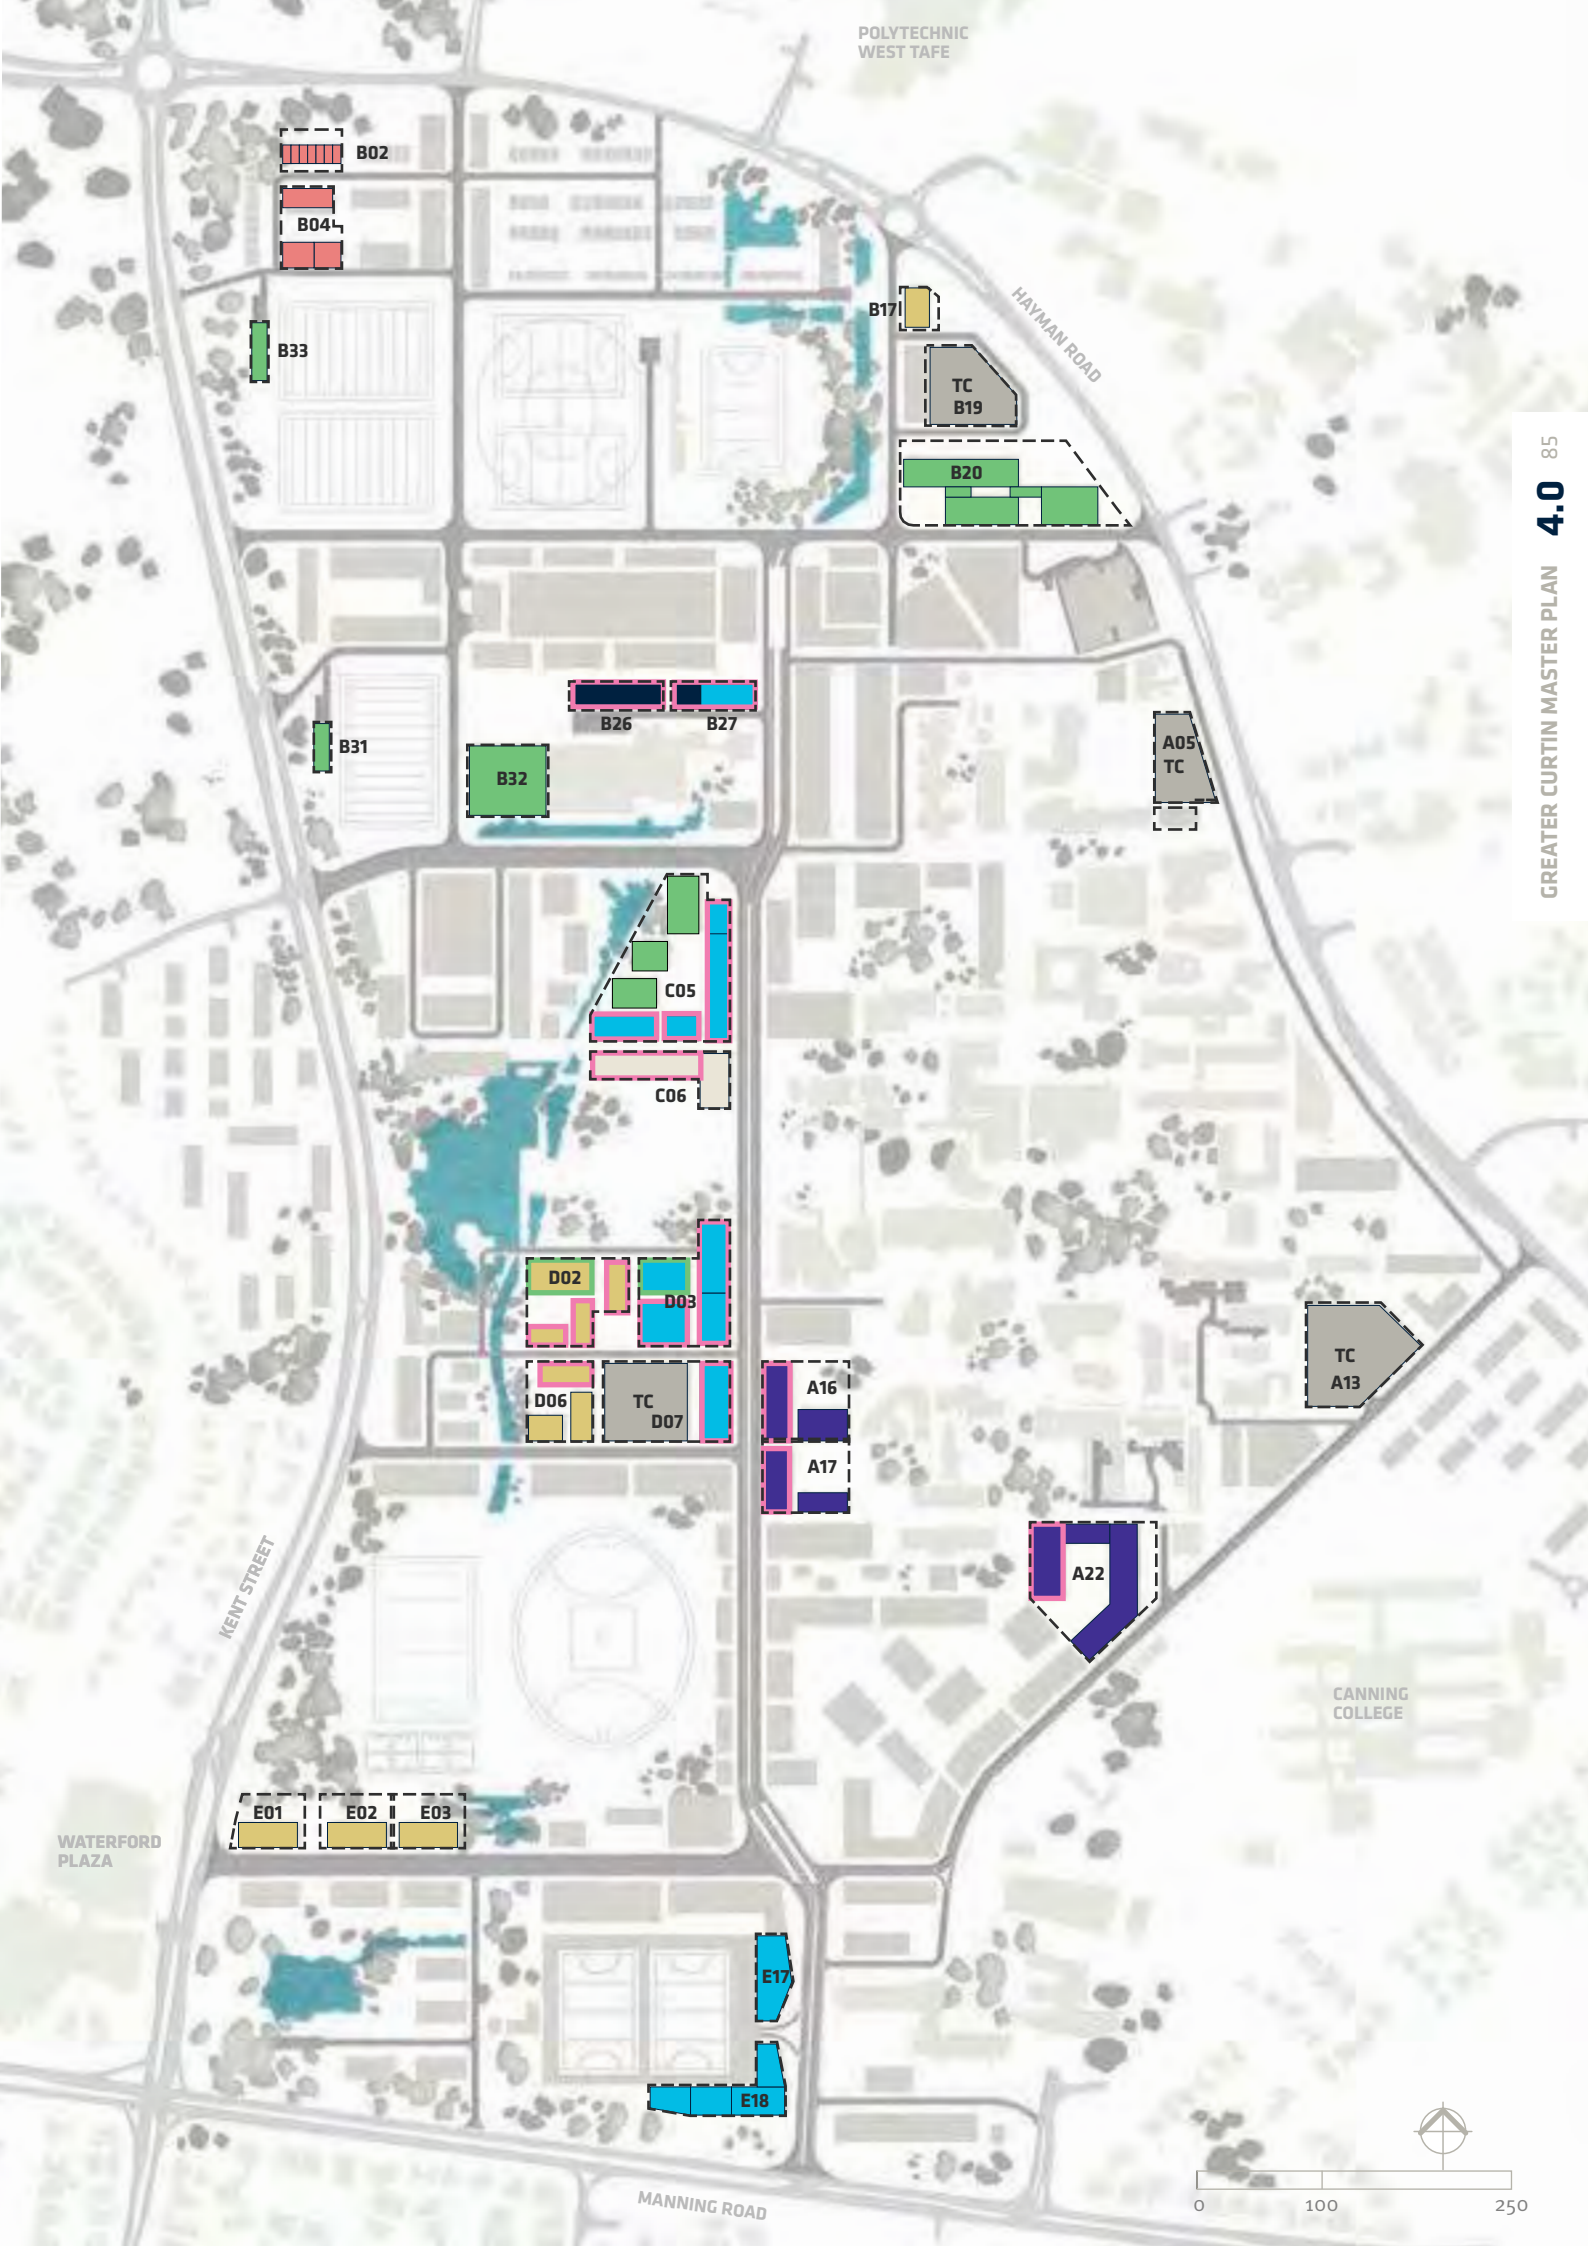 POLYTECHNIC
WEST TAFE
B02
B04
HAYMAN ROAD
B17
B33
TC
B19
B20
85
4.0
GREATER CURTIN MASTER PLAN
B26
B27
B31
B32
A05
TC
C05
C06
D02
D03
TC
A13
A16
D06
TC
D07
A17
A22
KENT STREET
CANNING
COLLEGE
E01
E02
E03
WATERFORD
PLAZA
E17
E18
MANNING ROAD
0
100
250